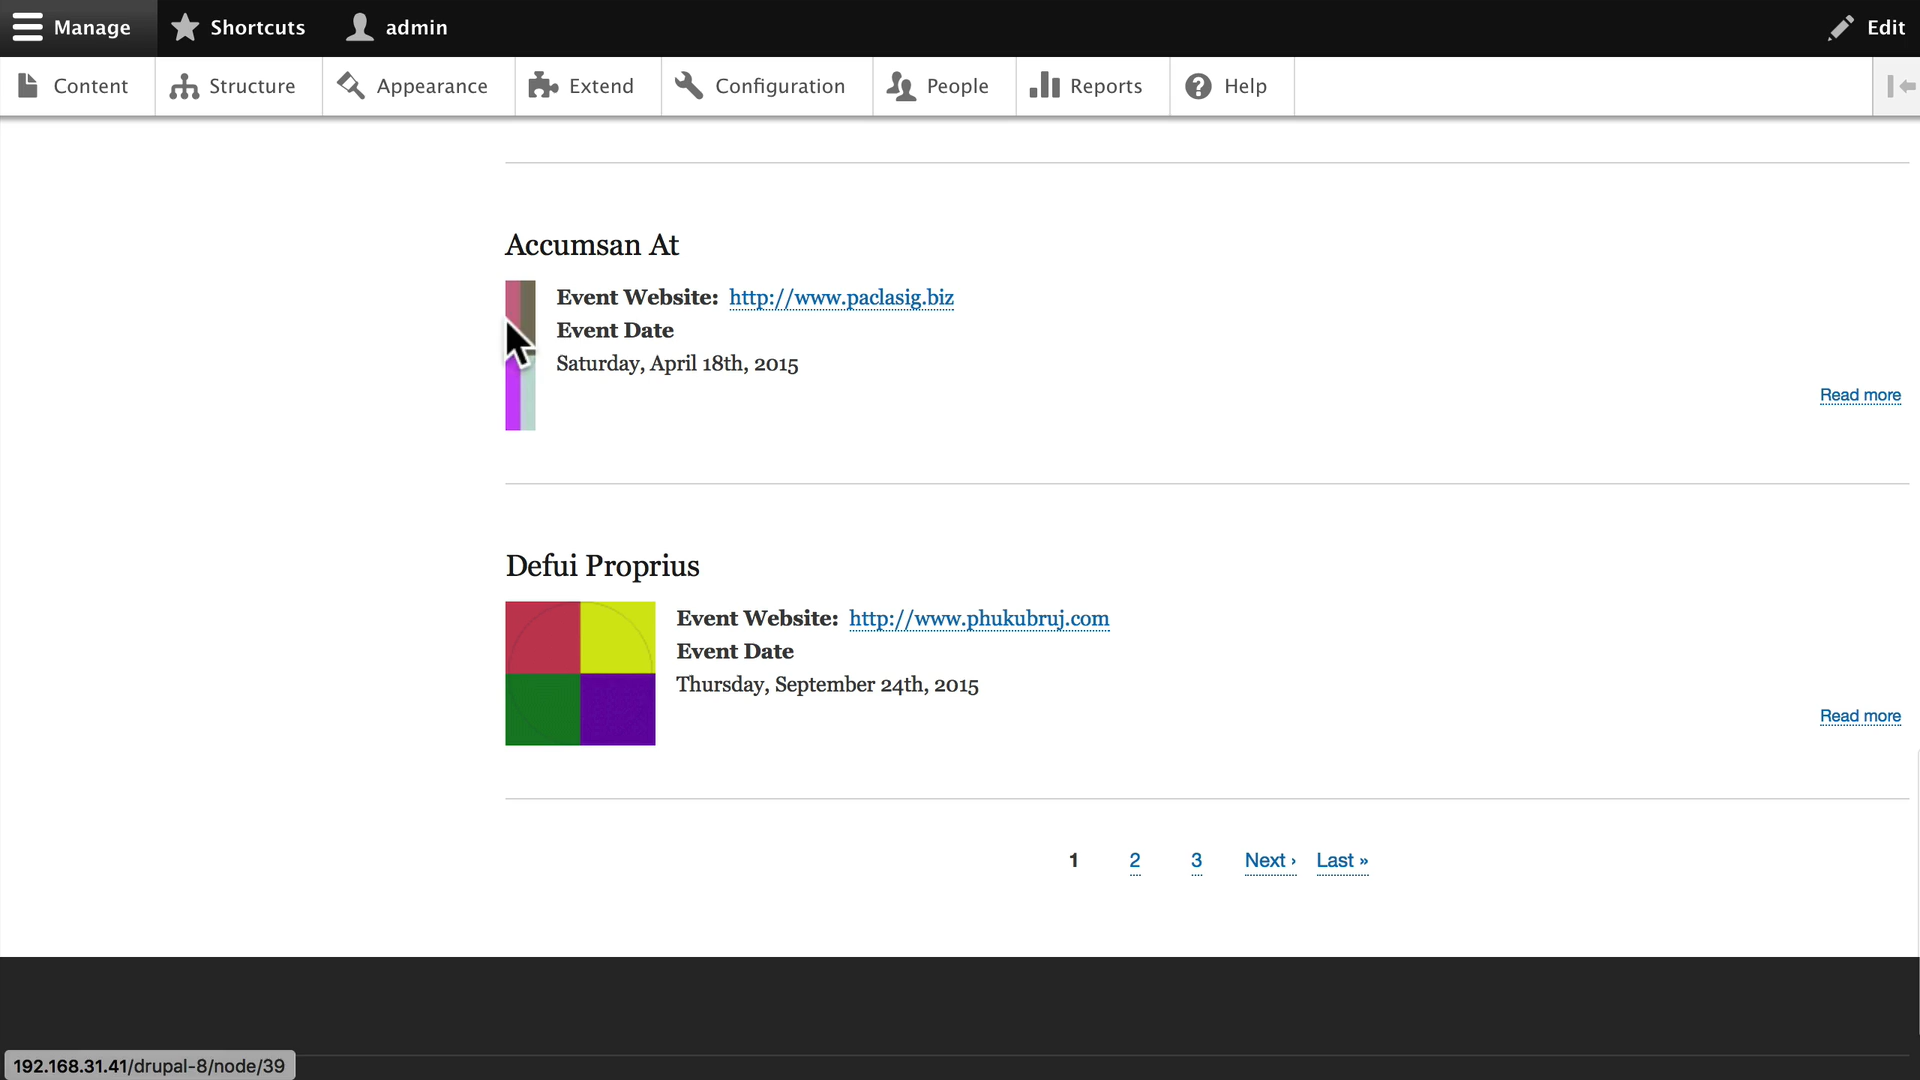 Manage Shortcuts admin Edit
Content Structure Appearance Extend Configuration People Reports Help
Accumsan At
Event Website: http://www.paclasig.biz
Event Date
Saturday, April 18th, 2015
Read more
Defui Proprius
Event Website: http://www.phukubruj.com
Event Date
Thursday, September 24th, 2015
Read more
1 2 3 Next › Last »
192.168.31.41/drupal-8/node/39